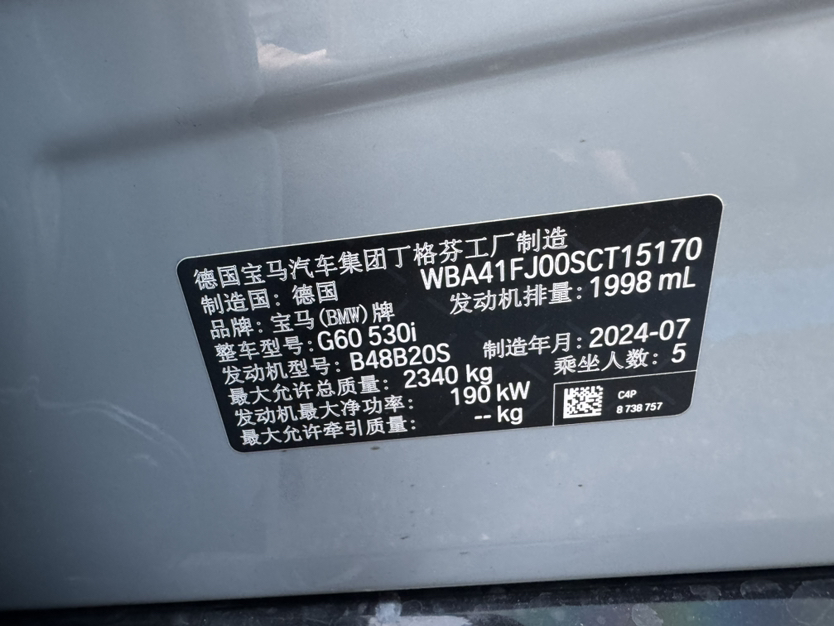 德国宝马汽车集团丁格芬工厂制造
制造国: 德国 WBA41FJ00SCT15170
品牌: 宝马(BMW)牌 发动机排量: 1998 mL
整车型号: G60 530i
发动机型号: B48B20S 制造年月: 2024-07
最大允许总质量: 2340 kg 乘坐人数: 5
发动机最大净功率: 190 kW
最大允许牵引质量: -- kg
C4P
8 738 757